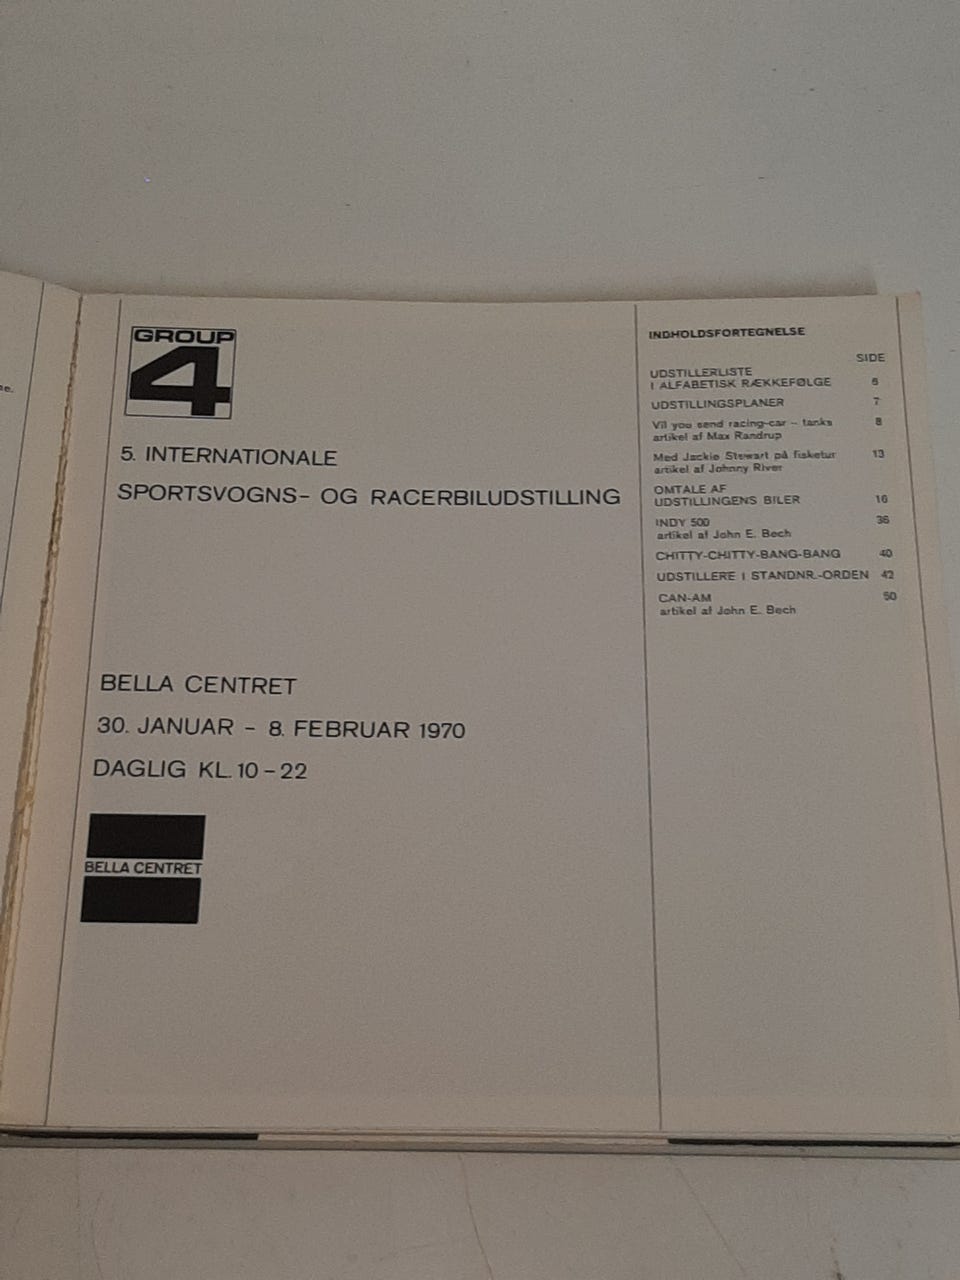 ne.
GROUP
4
5. INTERNATIONALE
SPORTSVOGNS- OG RACERBILUDSTILLING
BELLA CENTRET
30. JANUAR - 8. FEBRUAR 1970
DAGLIG KL. 10 - 22
BELLA CENTRET
INDHOLDSFORTEGNELSE
SIDE
UDSTILLERLISTE
I ALFABETISK RÆKKEFØLGE 6
UDSTILLINGSPLANER 7
Vil you send racing-car – tanks 8
artikel af Max Randrup
Med Jackie Stewart på fisketur 13
artikel af Johnny River
OMTALE AF
UDSTILLINGENS BILER 16
INDY 500 36
artikel af John E. Bech
CHITTY-CHITTY-BANG-BANG 40
UDSTILLERE I STANDNR.-ORDEN 42
CAN-AM 50
artikel af John E. Bech